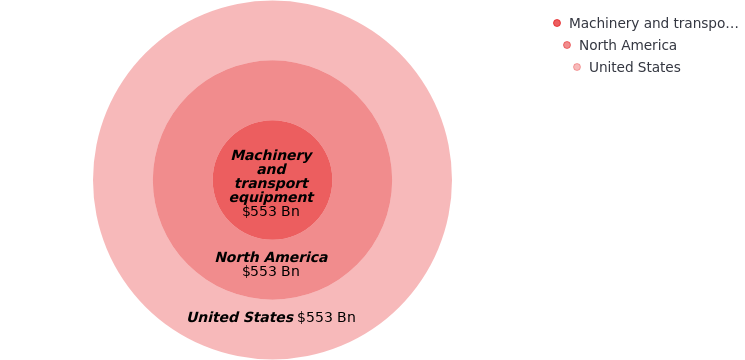 Machinery
and
transport
equipment
$553 Bn
North America
$553 Bn
United States $553 Bn
Machinery and transpo...
North America
United States